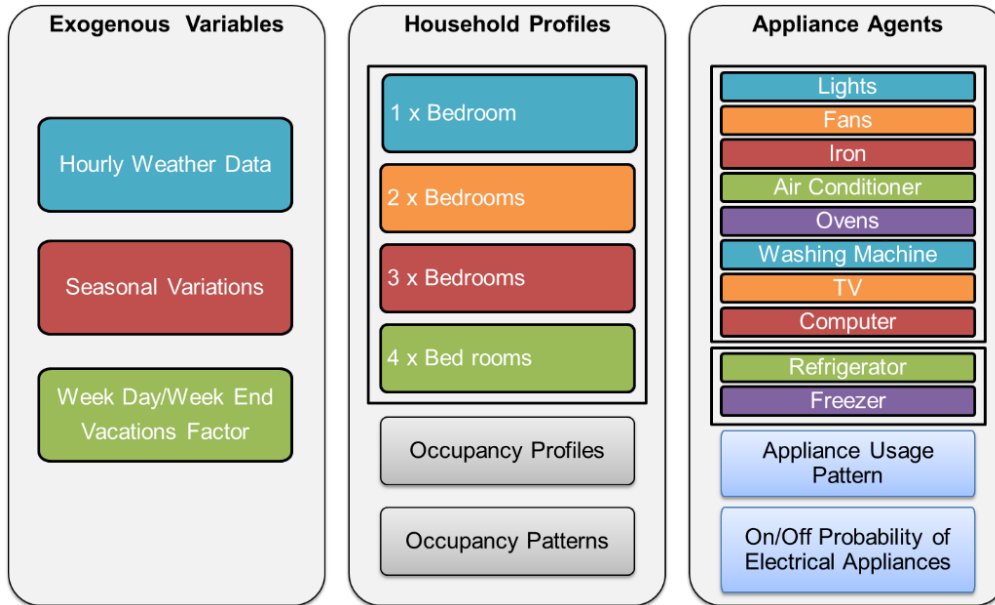 Exogenous Variables
Hourly Weather Data
Seasonal Variations
Week Day/Week End
Vacations Factor
Household Profiles
1 x Bedroom
2 x Bedrooms
3 x Bedrooms
4 x Bed rooms
Occupancy Profiles
Occupancy Patterns
Appliance Agents
Lights
Fans
Iron
Air Conditioner
Ovens
Washing Machine
TV
Computer
Refrigerator
Freezer
Appliance Usage
Pattern
On/Off Probability of
Electrical Appliances